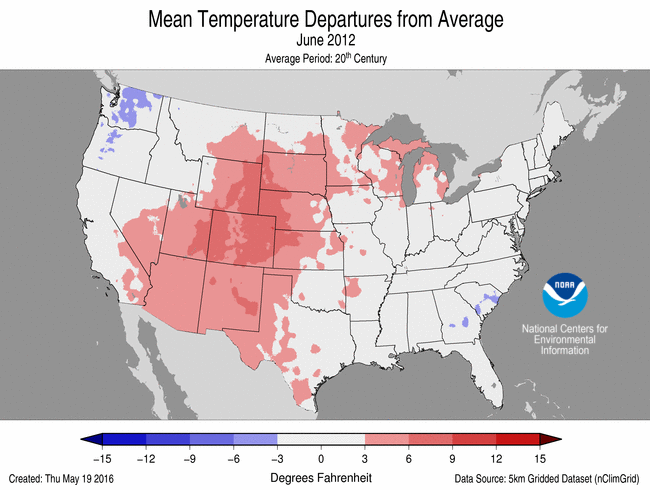 Mean Temperature Departures from Average
June 2012
Average Period: 20th Century
NOAA
National Centers for
Environmental
Information
−15 −12 −9 −6 −3 0 3 6 9 12 15
Created: Thu May 19 2016 Degrees Fahrenheit Data Source: 5km Gridded Dataset (nClimGrid)